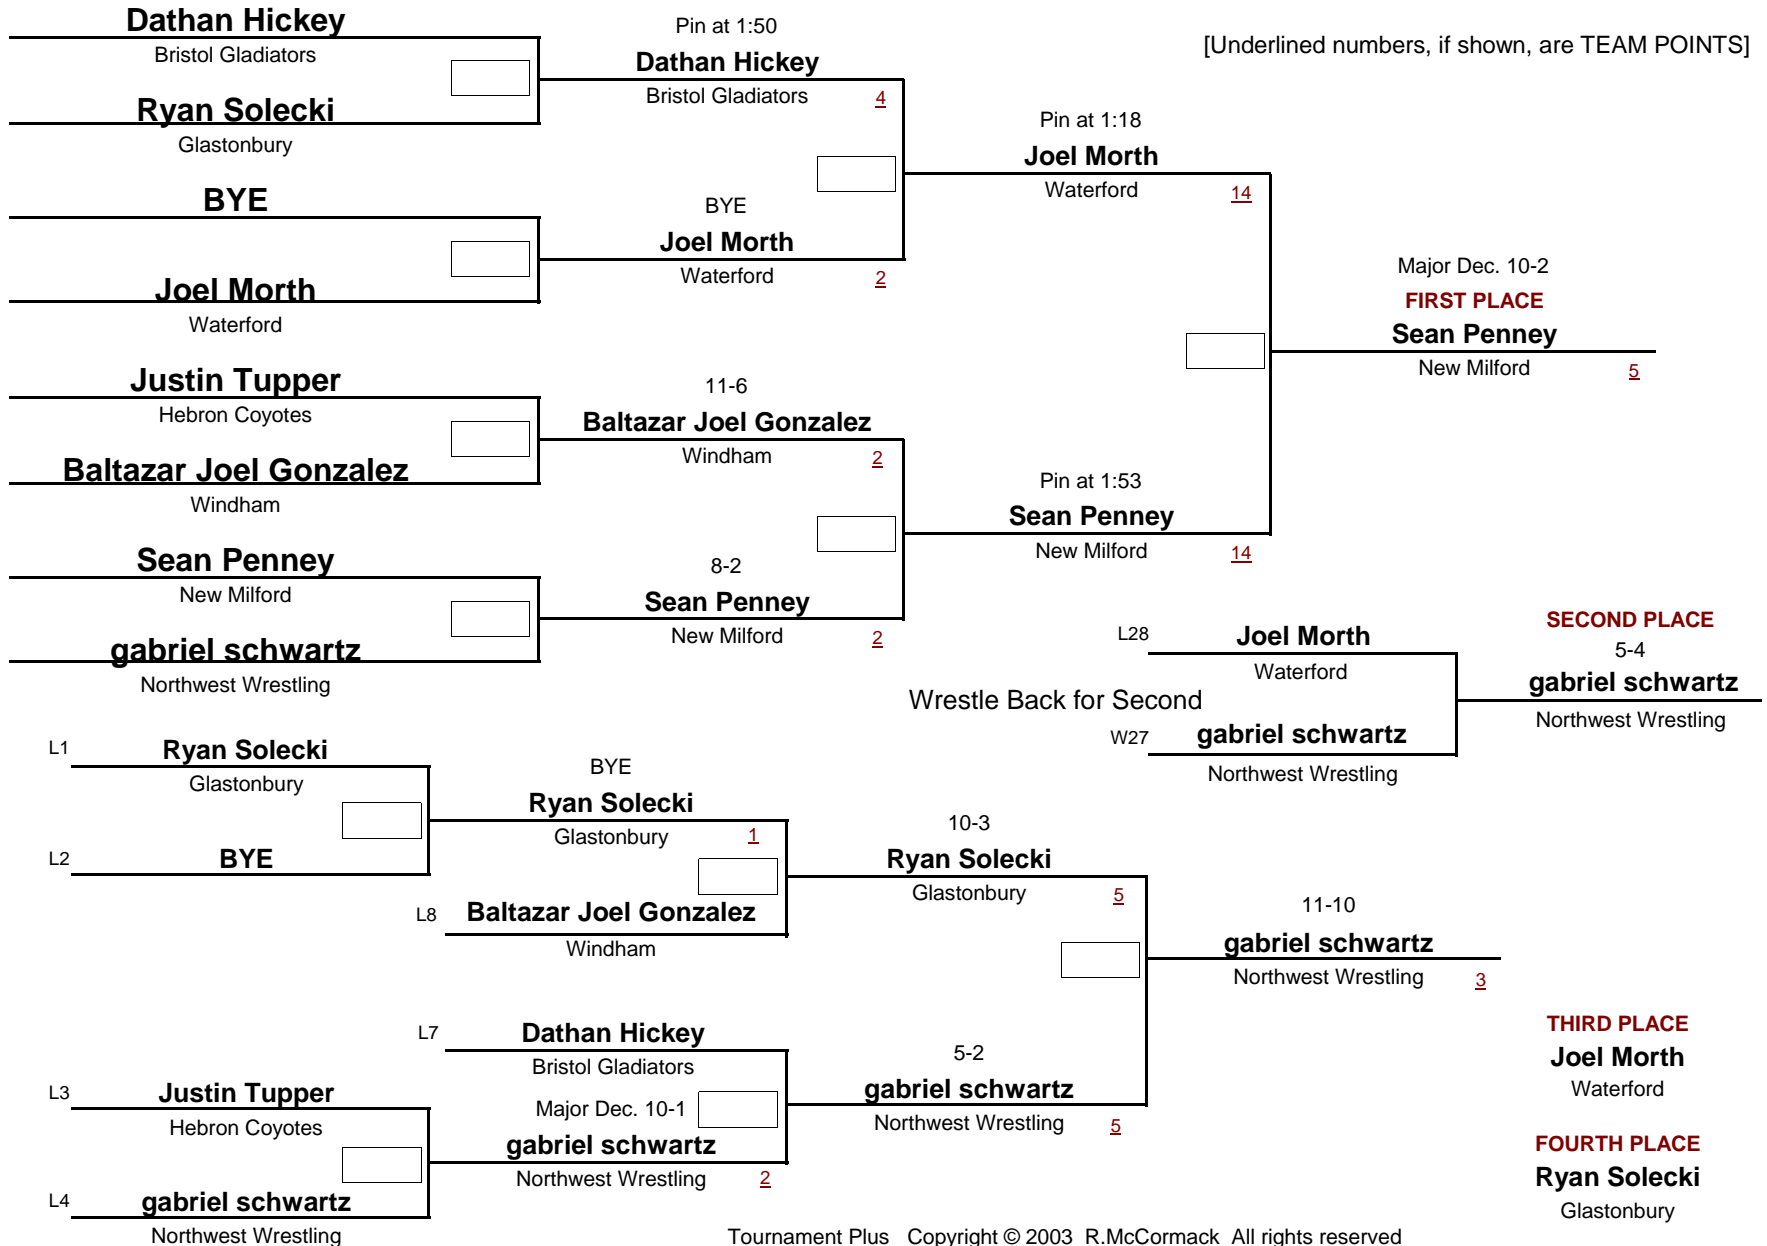 Dathan Hickey
Bristol Gladiators
Ryan Solecki
Glastonbury
BYE
Joel Morth
Waterford
Justin Tupper
Hebron Coyotes
Baltazar Joel Gonzalez
Windham
Sean Penney
New Milford
gabriel schwartz
Northwest Wrestling
Pin at 1:50
Dathan Hickey
Bristol Gladiators 4
BYE
Joel Morth
Waterford 2
11-6
Baltazar Joel Gonzalez
Windham 2
8-2
Sean Penney
New Milford 2
[Underlined numbers, if shown, are TEAM POINTS]
Pin at 1:18
Joel Morth
Waterford 14
Pin at 1:53
Sean Penney
New Milford 14
Major Dec. 10-2
FIRST PLACE
Sean Penney
New Milford 5
L28 Joel Morth
Waterford
Wrestle Back for Second
W27 gabriel schwartz
Northwest Wrestling
SECOND PLACE
5-4
gabriel schwartz
Northwest Wrestling
L1 Ryan Solecki
Glastonbury
L2 BYE
BYE
Ryan Solecki
Glastonbury 1
L8 Baltazar Joel Gonzalez
Windham
10-3
Ryan Solecki
Glastonbury 5
L7 Dathan Hickey
Bristol Gladiators
L3 Justin Tupper
Hebron Coyotes
L4 gabriel schwartz
Northwest Wrestling
Major Dec. 10-1
gabriel schwartz
Northwest Wrestling 2
5-2
gabriel schwartz
Northwest Wrestling 5
11-10
gabriel schwartz
Northwest Wrestling 3
THIRD PLACE
Joel Morth
Waterford
FOURTH PLACE
Ryan Solecki
Glastonbury
Tournament Plus Copyright © 2003 R.McCormack All rights reserved